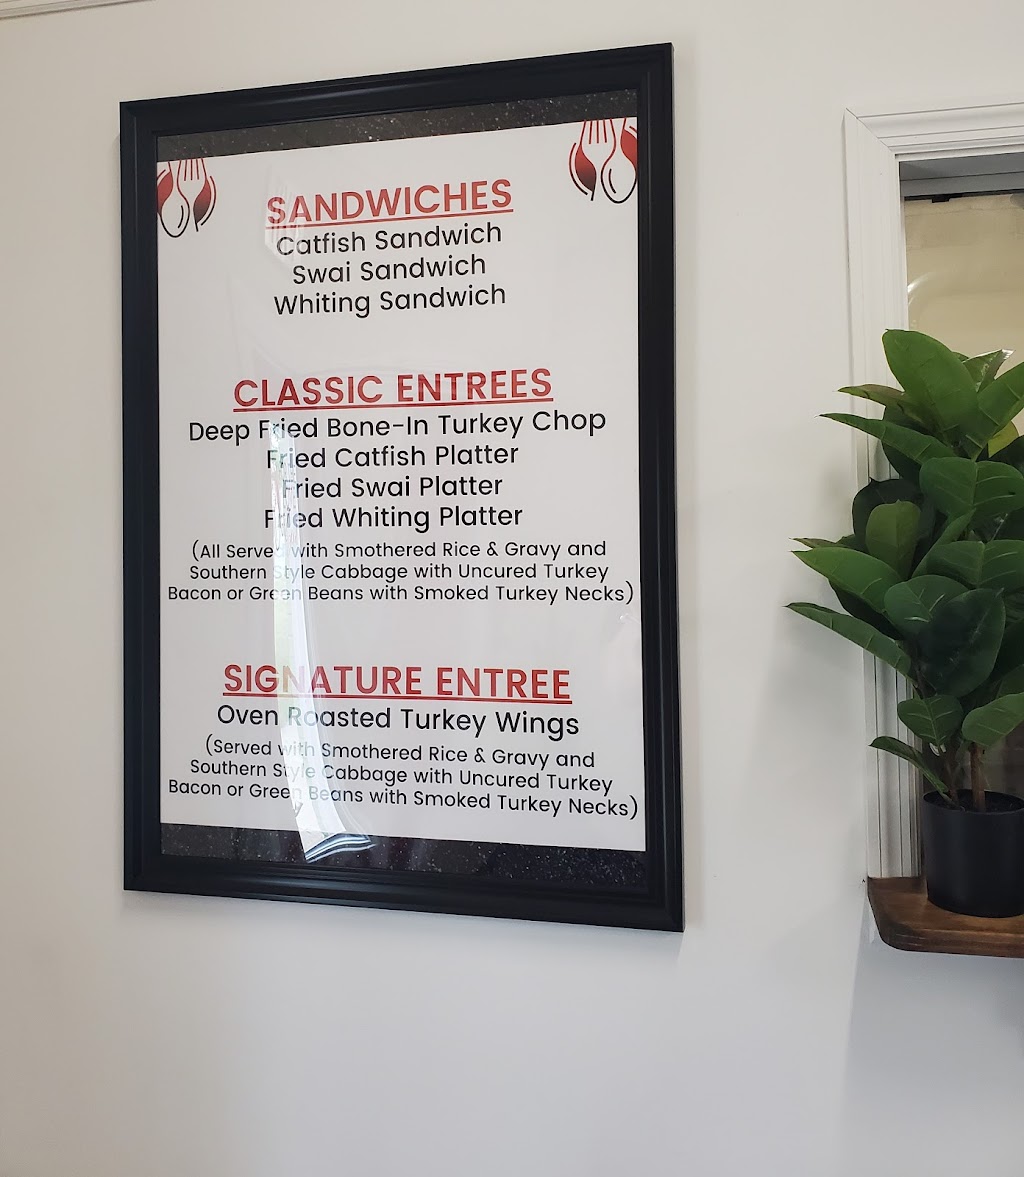 SANDWICHES
Catfish Sandwich
Swai Sandwich
Whiting Sandwich
CLASSIC ENTREES
Deep Fried Bone-In Turkey Chop
Fried Catfish Platter
Fried Swai Platter
Fried Whiting Platter
(All Served with Smothered Rice & Gravy and
Southern Style Cabbage with Uncured Turkey
Bacon or Green Beans with Smoked Turkey Necks)
SIGNATURE ENTREE
Oven Roasted Turkey Wings
(Served with Smothered Rice & Gravy and
Southern Style Cabbage with Uncured Turkey
Bacon or Green Beans with Smoked Turkey Necks)